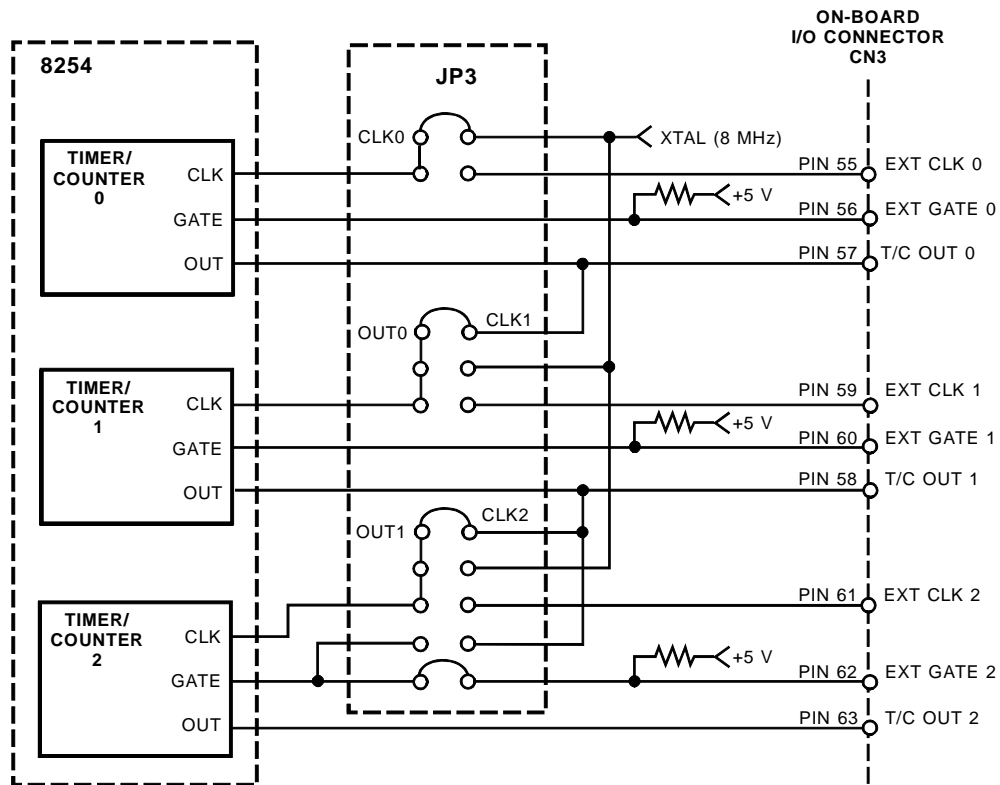 ON-BOARD
I/O CONNECTOR
CN3
8254
JP3
CLK0
XTAL (8 MHz)
TIMER/
COUNTER
0
CLK
GATE
OUT
PIN 55
EXT CLK 0
+5 V
PIN 56
EXT GATE 0
PIN 57
T/C OUT 0
OUT0
CLK1
TIMER/
COUNTER
1
CLK
GATE
OUT
PIN 59
EXT CLK 1
+5 V
PIN 60
EXT GATE 1
PIN 58
T/C OUT 1
OUT1
CLK2
TIMER/
COUNTER
2
CLK
GATE
OUT
PIN 61
EXT CLK 2
+5 V
PIN 62
EXT GATE 2
PIN 63
T/C OUT 2